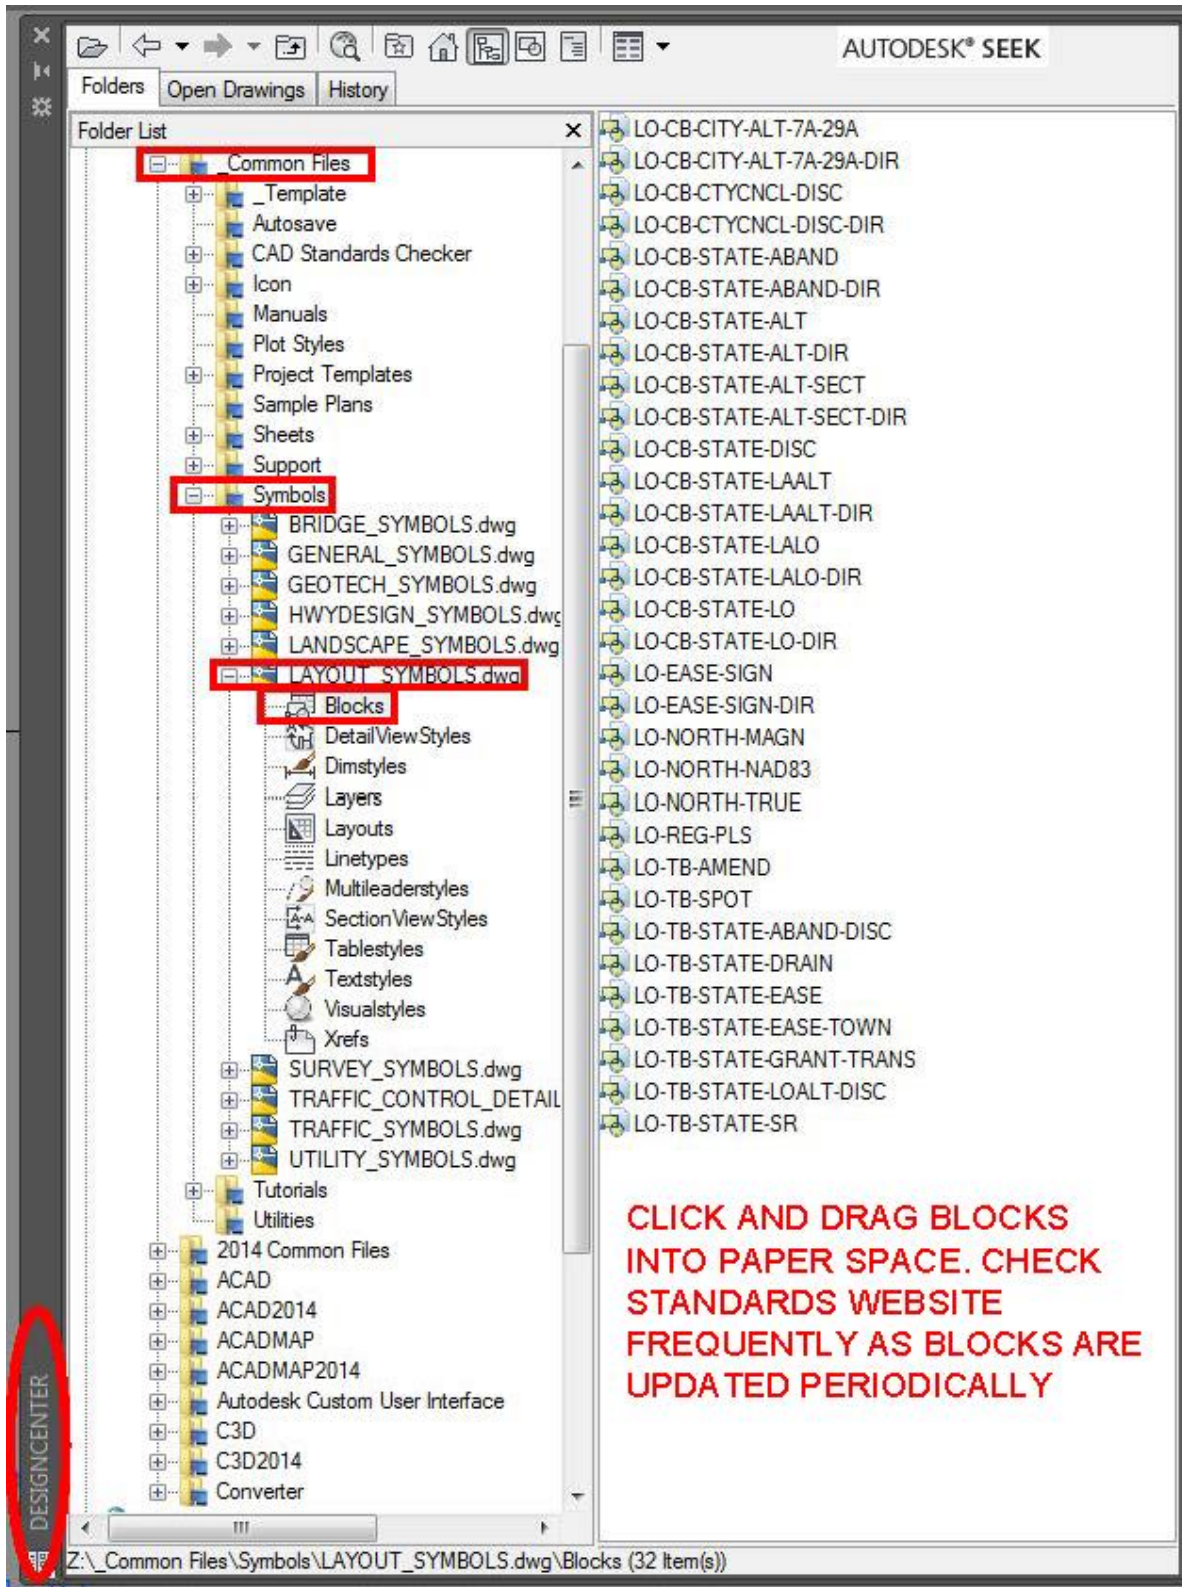 AUTODESK® SEEK
Folders
Open Drawings
History
Folder List
_Common Files
_Template
Autosave
CAD Standards Checker
Icon
Manuals
Plot Styles
Project Templates
Sample Plans
Sheets
Support
Symbols
BRIDGE_SYMBOLS.dwg
GENERAL_SYMBOLS.dwg
GEOTECH_SYMBOLS.dwg
HWYDESIGN_SYMBOLS.dwg
LANDSCAPE_SYMBOLS.dwg
LAYOUT_SYMBOLS.dwg
Blocks
DetailViewStyles
Dimstyles
Layers
Layouts
Linetypes
Multileaderstyles
SectionViewStyles
Tablestyles
Textstyles
Visualstyles
Xrefs
SURVEY_SYMBOLS.dwg
TRAFFIC_CONTROL_DETAIL
TRAFFIC_SYMBOLS.dwg
UTILITY_SYMBOLS.dwg
Tutorials
Utilities
2014 Common Files
ACAD
ACAD2014
ACADMAP
ACADMAP2014
Autodesk Custom User Interface
C3D
C3D2014
Converter
LO-CB-CITY-ALT-7A-29A
LO-CB-CITY-ALT-7A-29A-DIR
LO-CB-CTYCNCL-DISC
LO-CB-CTYCNCL-DISC-DIR
LO-CB-STATE-ABAND
LO-CB-STATE-ABAND-DIR
LO-CB-STATE-ALT
LO-CB-STATE-ALT-DIR
LO-CB-STATE-ALT-SECT
LO-CB-STATE-ALT-SECT-DIR
LO-CB-STATE-DISC
LO-CB-STATE-LAALT
LO-CB-STATE-LAALT-DIR
LO-CB-STATE-LALO
LO-CB-STATE-LALO-DIR
LO-CB-STATE-LO
LO-CB-STATE-LO-DIR
LO-EASE-SIGN
LO-EASE-SIGN-DIR
LO-NORTH-MAGN
LO-NORTH-NAD83
LO-NORTH-TRUE
LO-REG-PLS
LO-TB-AMEND
LO-TB-SPOT
LO-TB-STATE-ABAND-DISC
LO-TB-STATE-DRAIN
LO-TB-STATE-EASE
LO-TB-STATE-EASE-TOWN
LO-TB-STATE-GRANT-TRANS
LO-TB-STATE-LOALT-DISC
LO-TB-STATE-SR
CLICK AND DRAG BLOCKS
INTO PAPER SPACE. CHECK
STANDARDS WEBSITE
FREQUENTLY AS BLOCKS ARE
UPDATED PERIODICALLY
DESIGNCENTER
Z:\_Common Files\Symbols\LAYOUT_SYMBOLS.dwg\Blocks (32 Item(s))